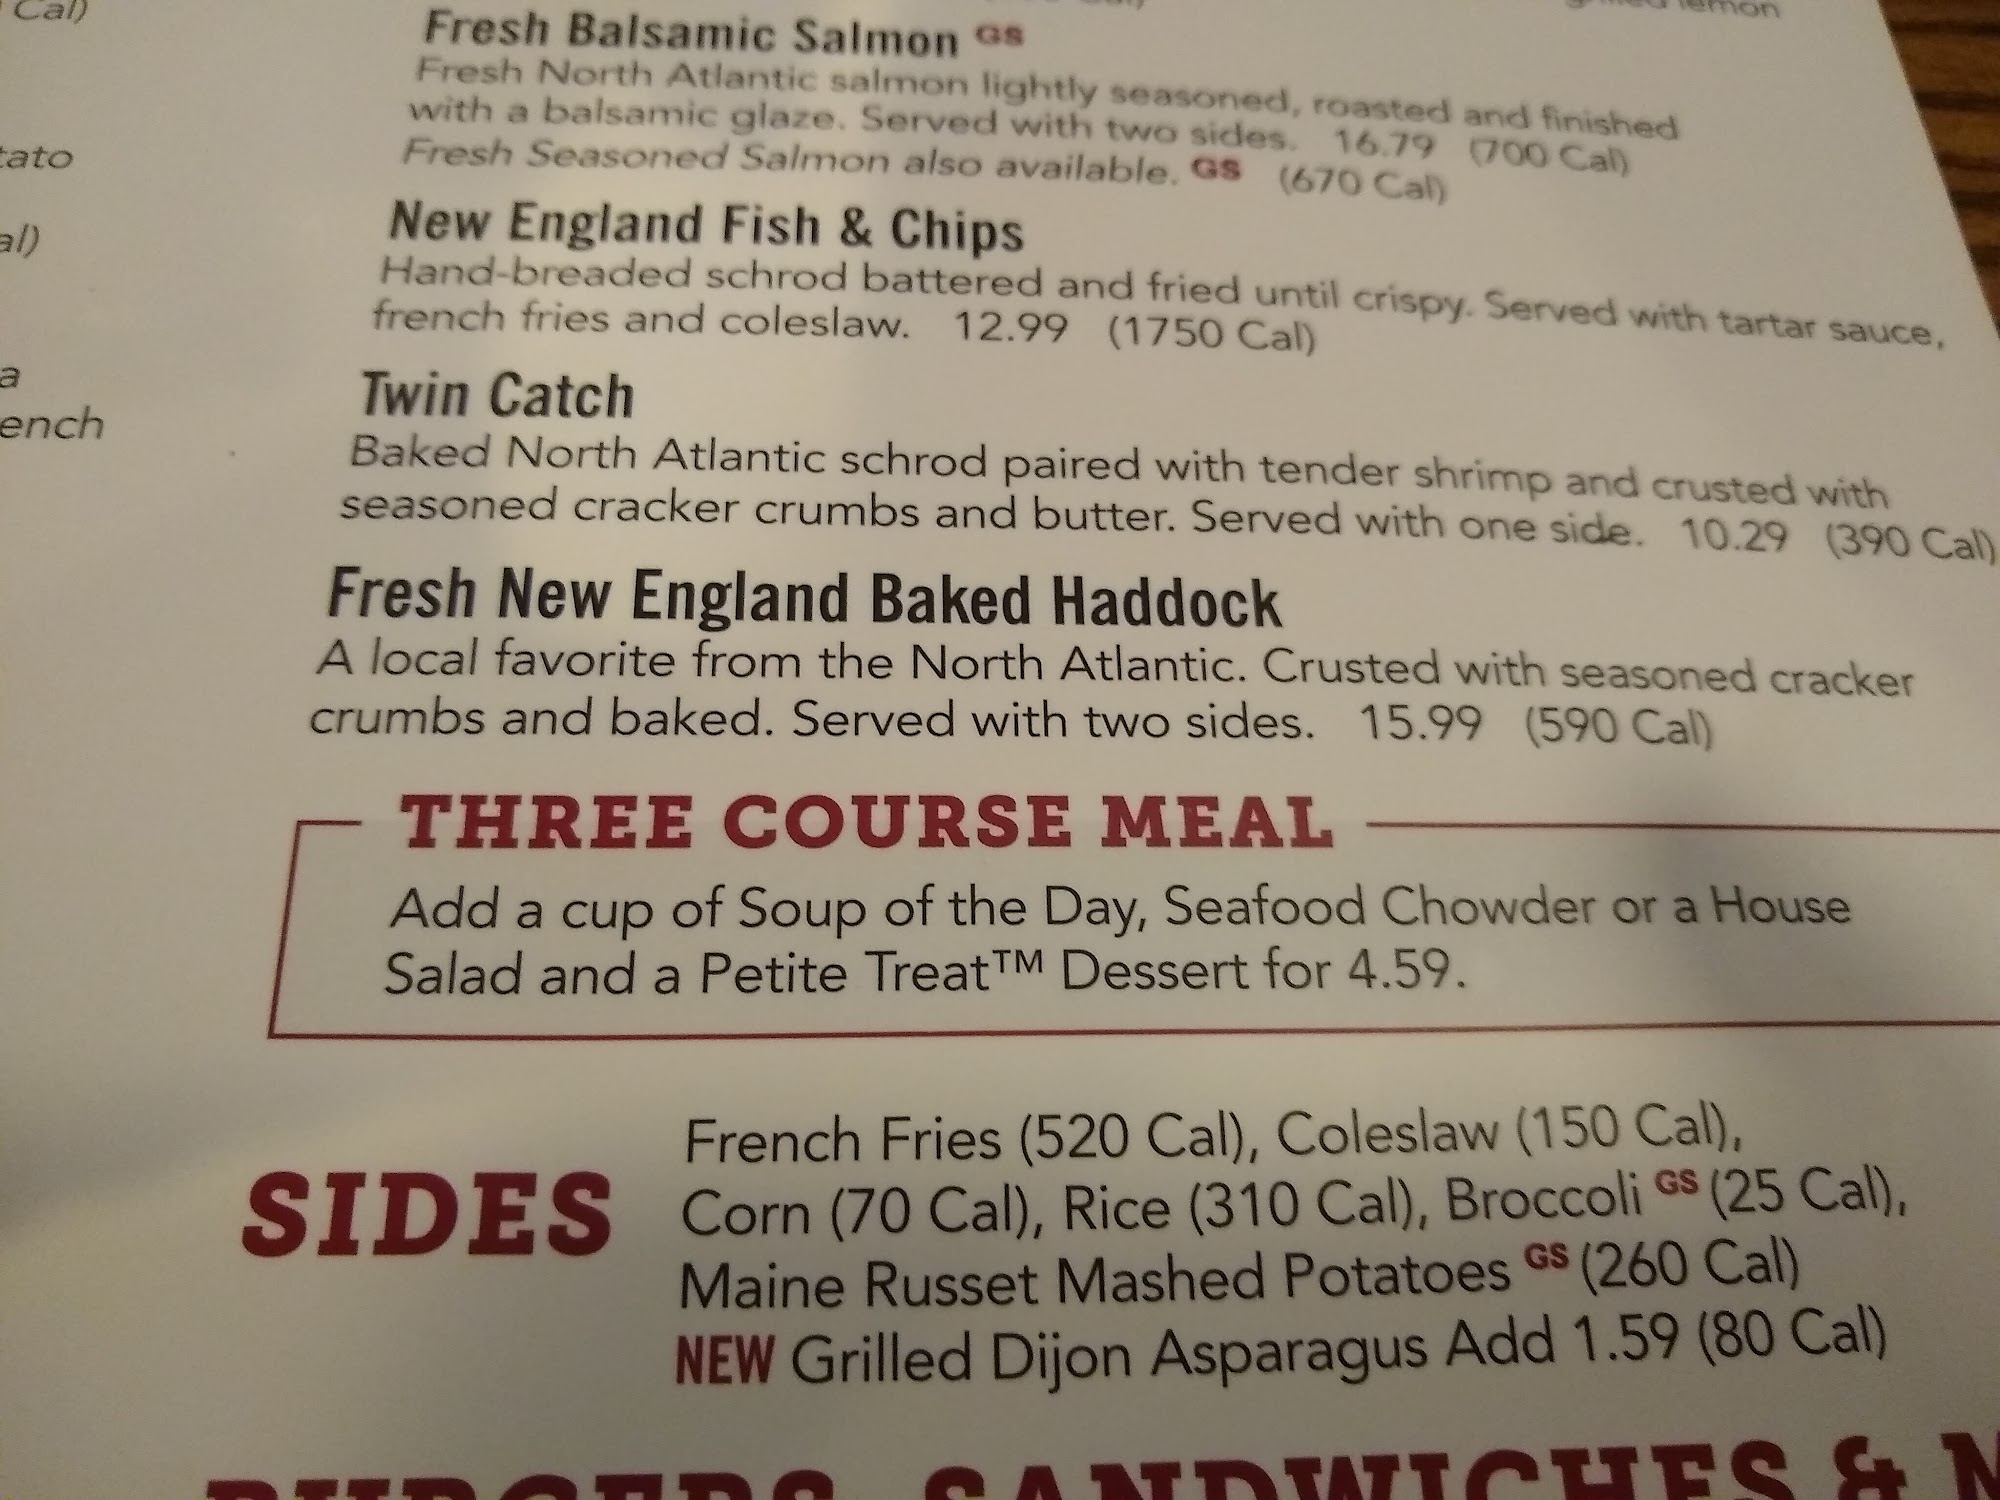 Cal)
tato
al)
a
ench
lemon
Fresh Balsamic Salmon GS
Fresh North Atlantic salmon lightly seasoned, roasted and finished
with a balsamic glaze. Served with two sides. 16.79 (700 Cal)
Fresh Seasoned Salmon also available. GS (670 Cal)
New England Fish & Chips
Hand-breaded schrod battered and fried until crispy. Served with tartar sauce,
french fries and coleslaw. 12.99 (1750 Cal)
Twin Catch
Baked North Atlantic schrod paired with tender shrimp and crusted with
seasoned cracker crumbs and butter. Served with one side. 10.29 (390 Cal)
Fresh New England Baked Haddock
A local favorite from the North Atlantic. Crusted with seasoned cracker
crumbs and baked. Served with two sides. 15.99 (590 Cal)
THREE COURSE MEAL
Add a cup of Soup of the Day, Seafood Chowder or a House
Salad and a Petite Treat™ Dessert for 4.59.
SIDES
French Fries (520 Cal), Coleslaw (150 Cal),
Corn (70 Cal), Rice (310 Cal), Broccoli GS (25 Cal),
Maine Russet Mashed Potatoes GS (260 Cal)
NEW Grilled Dijon Asparagus Add 1.59 (80 Cal)
BURGERS, SANDWICHES & M